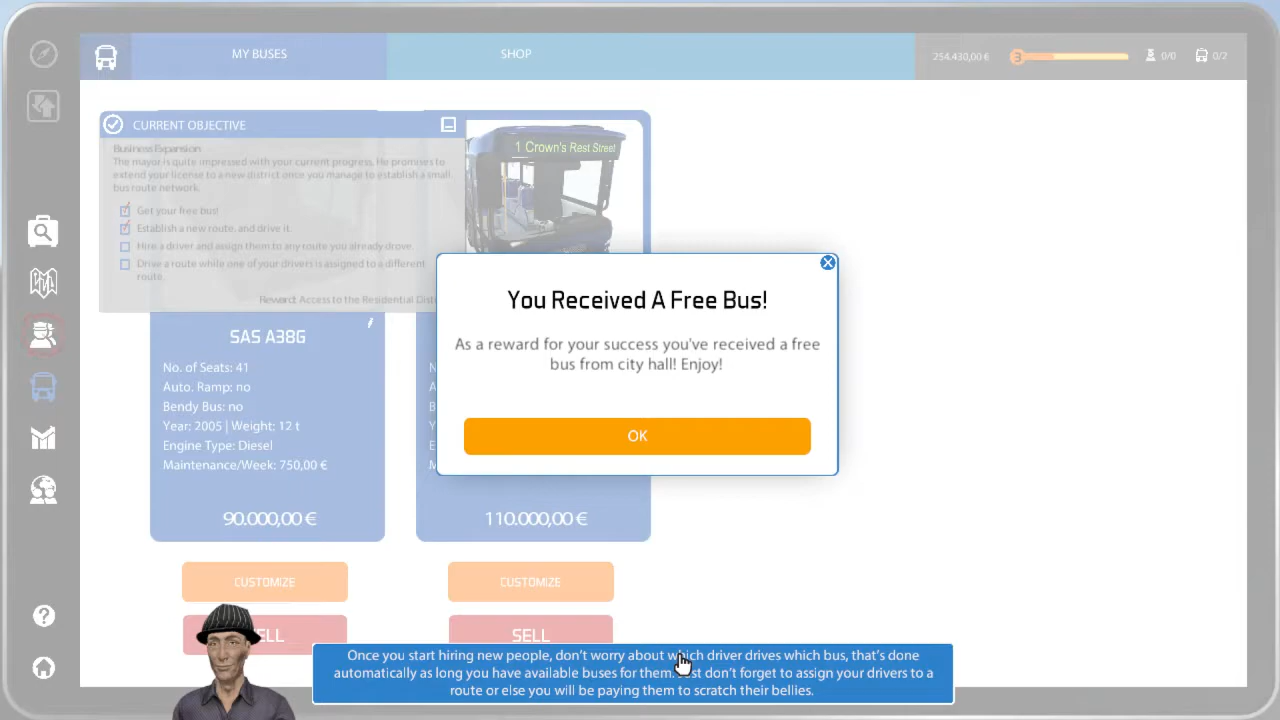 MY BUSES
SHOP
254.430,00 €
3
0/0
0/2
CURRENT OBJECTIVE
Business Expansion
The mayor is quite impressed with your current progress. He promises to
extend your license to a new district once you manage to establish a small
bus route network.
Get your free bus!
Establish a new route, and drive it.
Hire a driver and assign them to any route you already drove.
Drive a route while one of your drivers is assigned to a different
route.
Reward: Access to the Residential Dist
1 Crown's Rest Street
You Received A Free Bus!
As a reward for your success you've received a free
bus from city hall! Enjoy!
OK
SAS A38G
No. of Seats: 41
Auto. Ramp: no
Bendy Bus: no
Year: 2005 | Weight: 12 t
Engine Type: Diesel
Maintenance/Week: 750,00 €
90.000,00 €
110.000,00 €
CUSTOMIZE
CUSTOMIZE
SELL
Once you start hiring new people, don't worry about which driver drives which bus, that's done
automatically as long you have available buses for them. Just don't forget to assign your drivers to a
route or else you will be paying them to scratch their bellies.